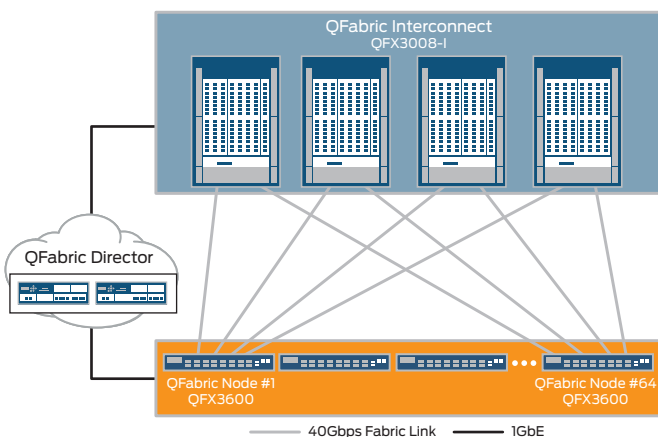 QFabric Interconnect
QFX3008-I
QFabric Director
QFabric Node #1
QFX3600
QFabric Node #64
QFX3600
40Gbps Fabric Link
1GbE